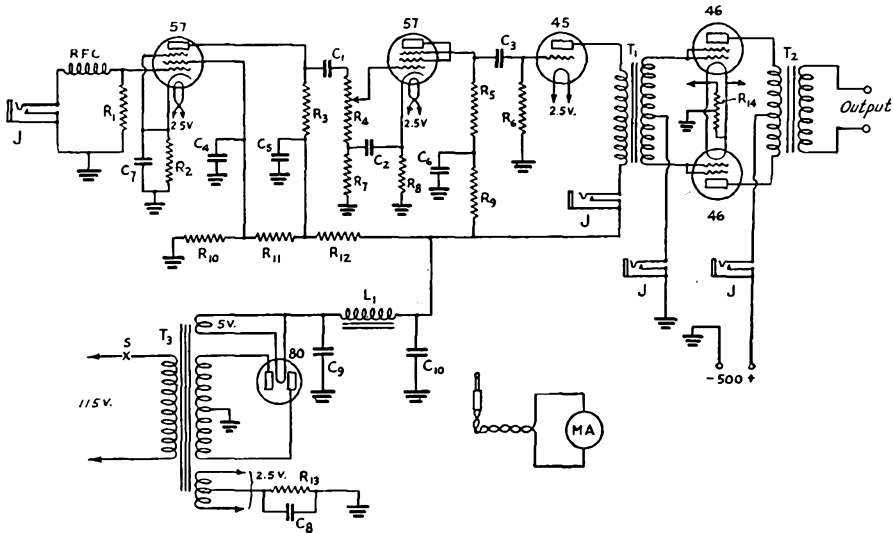 57
57
45
46
RFC
C₃
T₁
C₁
R₁
2.5V
R₃
R₄
2.5V.
R₅
R₆
2.5V.
R₁₄
T₂
Output
J
C₇
R₂
C₄
C₅
C₂
R₇
R₈
C₆
R₉
J
46
R₁₀
R₁₁
R₁₂
J
J
L₁
T₃
5V.
S
80
C₉
C₁₀
-500 +
115V.
MA
2.5V.
R₁₃
C₈